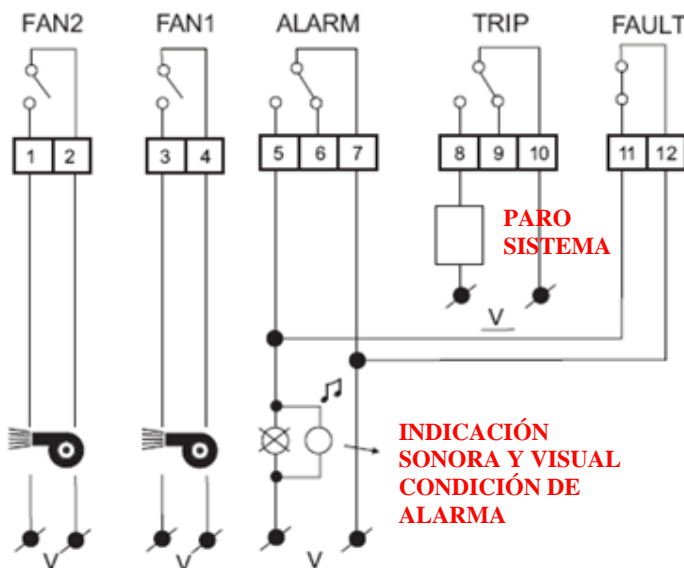 FAN2 FAN1 ALARM TRIP FAULT
1 2 3 4 5 6 7 8 9 10 11 12
PARO
SISTEMA
V
INDICACIÓN
SONORA Y VISUAL
CONDICIÓN DE
ALARMA
V V V